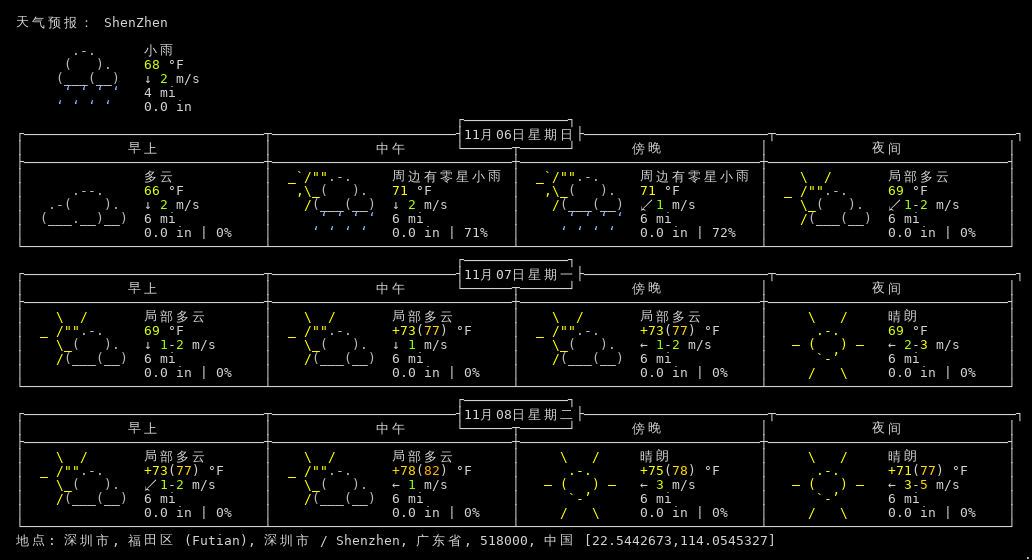 天气预报： ShenZhen
小雨
68 °F
↓ 2 m/s
4 mi
0.0 in
11月06日星期日
早上 中午 傍晚 夜间
多云 周边有零星小雨 周边有零星小雨 局部多云
66 °F 71 °F 71 °F 69 °F
↓ 2 m/s ↓ 2 m/s ↙ 1 m/s ↙ 1-2 m/s
6 mi 6 mi 6 mi 6 mi
0.0 in | 0% 0.0 in | 71% 0.0 in | 72% 0.0 in | 0%
11月07日星期一
早上 中午 傍晚 夜间
局部多云 局部多云 局部多云 晴朗
69 °F +73(77) °F +73(77) °F 69 °F
↓ 1-2 m/s ↓ 1 m/s ← 1-2 m/s ← 2-3 m/s
6 mi 6 mi 6 mi 6 mi
0.0 in | 0% 0.0 in | 0% 0.0 in | 0% 0.0 in | 0%
11月08日星期二
早上 中午 傍晚 夜间
局部多云 局部多云 晴朗 晴朗
+73(77) °F +78(82) °F +75(78) °F +71(77) °F
↙ 1-2 m/s ← 1 m/s ← 3 m/s ← 3-5 m/s
6 mi 6 mi 6 mi 6 mi
0.0 in | 0% 0.0 in | 0% 0.0 in | 0% 0.0 in | 0%
地点: 深圳市, 福田区 (Futian), 深圳市 / Shenzhen, 广东省, 518000, 中国 [22.5442673,114.0545327]